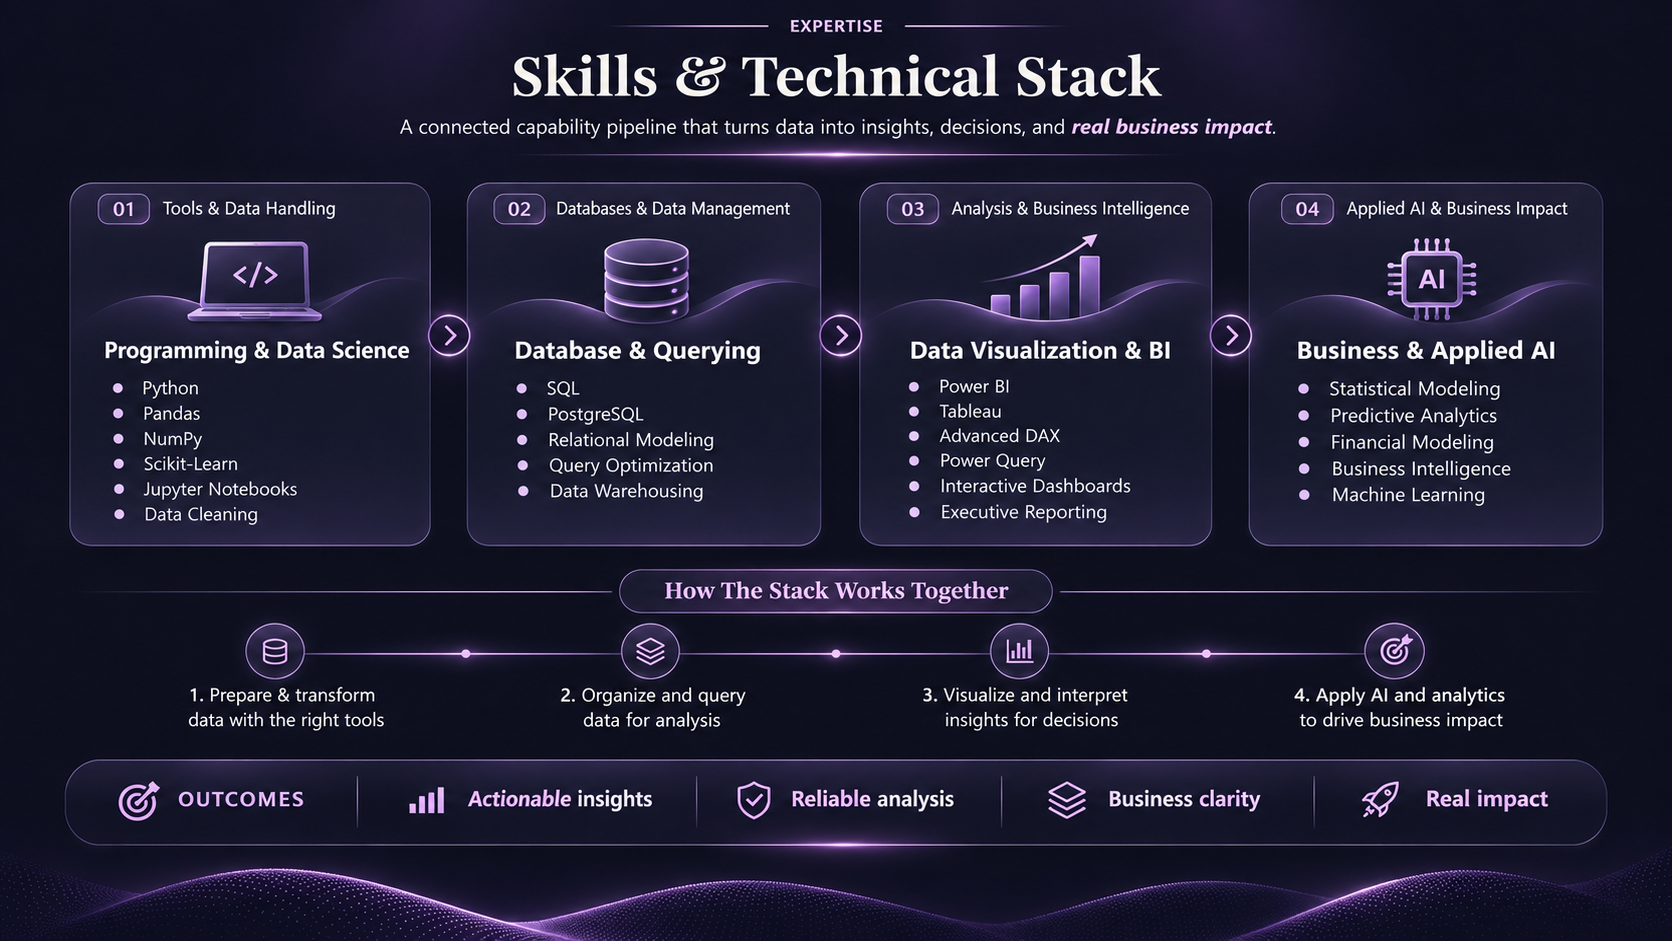 EXPERTISE
Skills & Technical Stack
A connected capability pipeline that turns data into insights, decisions, and real business impact.
01 Tools & Data Handling
</>
Programming & Data Science
Python
Pandas
NumPy
Scikit-Learn
Jupyter Notebooks
Data Cleaning
02 Databases & Data Management
Database & Querying
SQL
PostgreSQL
Relational Modeling
Query Optimization
Data Warehousing
03 Analysis & Business Intelligence
Data Visualization & BI
Power BI
Tableau
Advanced DAX
Power Query
Interactive Dashboards
Executive Reporting
04 Applied AI & Business Impact
AI
Business & Applied AI
Statistical Modeling
Predictive Analytics
Financial Modeling
Business Intelligence
Machine Learning
How The Stack Works Together
1. Prepare & transform
data with the right tools
2. Organize and query
data for analysis
3. Visualize and interpret
insights for decisions
4. Apply AI and analytics
to drive business impact
OUTCOMES
Actionable insights
Reliable analysis
Business clarity
Real impact